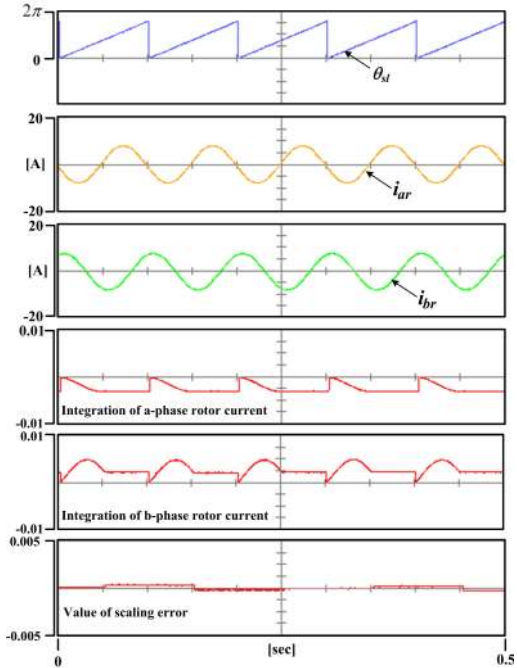 2π
0
θsl
20
[A]
-20
iar
20
[A]
-20
ibr
0.01
-0.01
Integration of a-phase rotor current
0.01
-0.01
Integration of b-phase rotor current
0.005
-0.005
Value of scaling error
0
[sec]
0.5